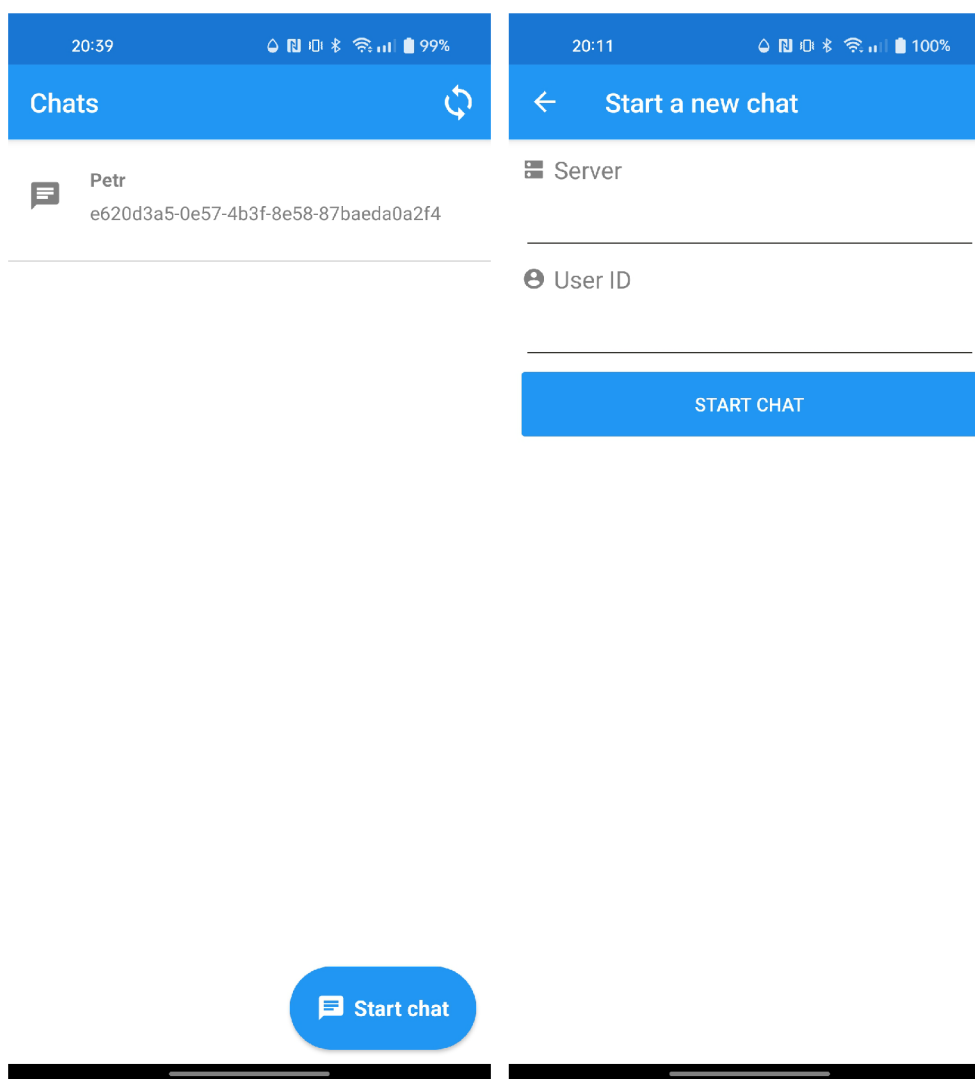 20:39 99%
Chats
Petr
e620d3a5-0e57-4b3f-8e58-87baeda0a2f4
Start chat
20:11 100%
Start a new chat
Server
User ID
START CHAT